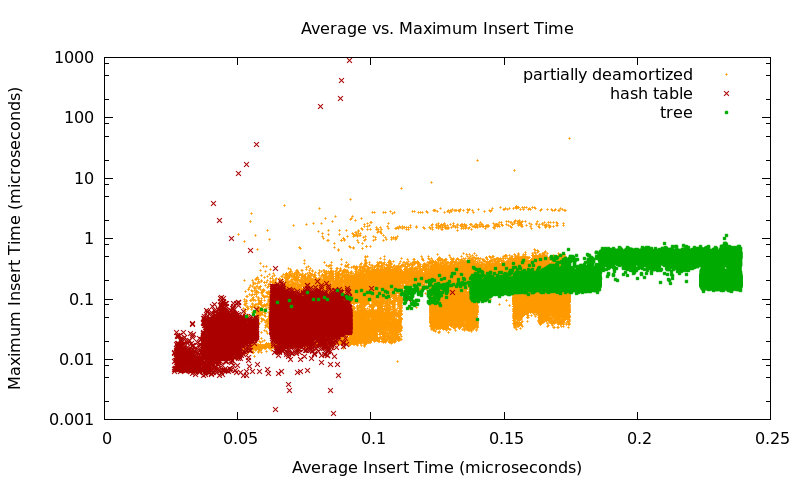 Average vs. Maximum Insert Time
partially deamortized
hash table
tree
Maximum Insert Time (microseconds)
1000
100
10
1
0.1
0.01
0.001
0
0.05
0.1
0.15
0.2
0.25
Average Insert Time (microseconds)